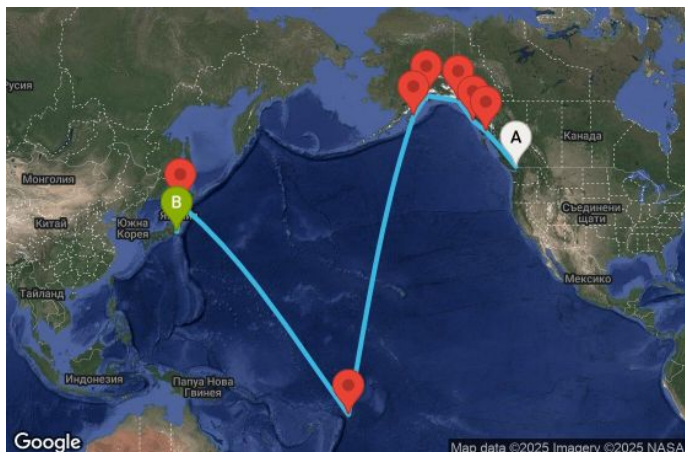 Русия
Канада
A
Монголия
B
Китай
Южна
Корея
Съединени
щати
Мексико
Тайланд
Индонезия
Папуа Нова
Гвинея
Google
Map data ©2025 Imagery ©2025 NASA